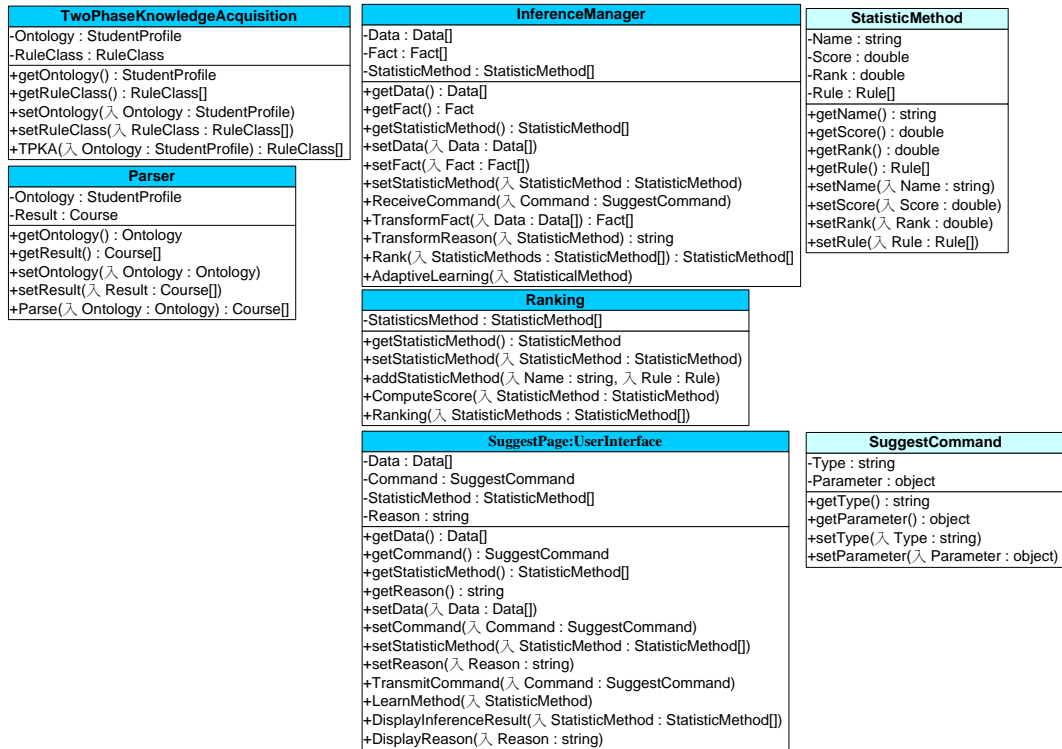 TwoPhaseKnowledgeAcquisition
-Ontology : StudentProfile
-RuleClass : RuleClass
+getOntology() : StudentProfile
+getRuleClass() : RuleClass[]
+setOntology(入 Ontology : StudentProfile)
+setRuleClass(入 RuleClass : RuleClass[])
+TPKA(入 Ontology : StudentProfile) : RuleClass[]
Parser
-Ontology : StudentProfile
-Result : Course
+getOntology() : Ontology
+getResult() : Course[]
+setOntology(入 Ontology : Ontology)
+setResult(入 Result : Course[])
+Parse(入 Ontology : Ontology) : Course[]
InferenceManager
-Data : Data[]
-Fact : Fact[]
-StatisticMethod : StatisticMethod[]
+getData() : Data[]
+getFact() : Fact
+getStatisticMethod() : StatisticMethod[]
+setData(入 Data : Data[])
+setFact(入 Fact : Fact[])
+setStatisticMethod(入 StatisticMethod : StatisticMethod)
+ReceiveCommand(入 Command : SuggestCommand)
+TransformFact(入 Data : Data[]) : Fact[]
+TransformReason(入 StatisticMethod) : string
+Rank(入 StatisticMethods : StatisticMethod[]) : StatisticMethod[]
+AdaptiveLearning(入 StatisticalMethod)
Ranking
-StatisticsMethod : StatisticMethod[]
+getStatisticMethod() : StatisticMethod
+setStatisticMethod(入 StatisticMethod : StatisticMethod)
+addStatisticMethod(入 Name : string, 入 Rule : Rule)
+ComputeScore(入 StatisticMethod : StatisticMethod)
+Ranking(入 StatisticMethods : StatisticMethod[])
SuggestPage:UserInterface
-Data : Data[]
-Command : SuggestCommand
-StatisticMethod : StatisticMethod[]
-Reason : string
+getData() : Data[]
+getCommand() : SuggestCommand
+getStatisticMethod() : StatisticMethod[]
+getReason() : string
+setData(入 Data : Data[])
+setCommand(入 Command : SuggestCommand)
+setStatisticMethod(入 StatisticMethod : StatisticMethod[])
+setReason(入 Reason : string)
+TransmitCommand(入 Command : SuggestCommand)
+LearnMethod(入 StatisticMethod)
+DisplayInferenceResult(入 StatisticMethod : StatisticMethod[])
+DisplayReason(入 Reason : string)
StatisticMethod
-Name : string
-Score : double
-Rank : double
-Rule : Rule[]
+getName() : string
+getScore() : double
+getRank() : double
+getRule() : Rule[]
+setName(入 Name : string)
+setScore(入 Score : double)
+setRank(入 Rank : double)
+setRule(入 Rule : Rule[])
SuggestCommand
-Type : string
-Parameter : object
+getType() : string
+getParameter() : object
+setType(入 Type : string)
+setParameter(入 Parameter : object)